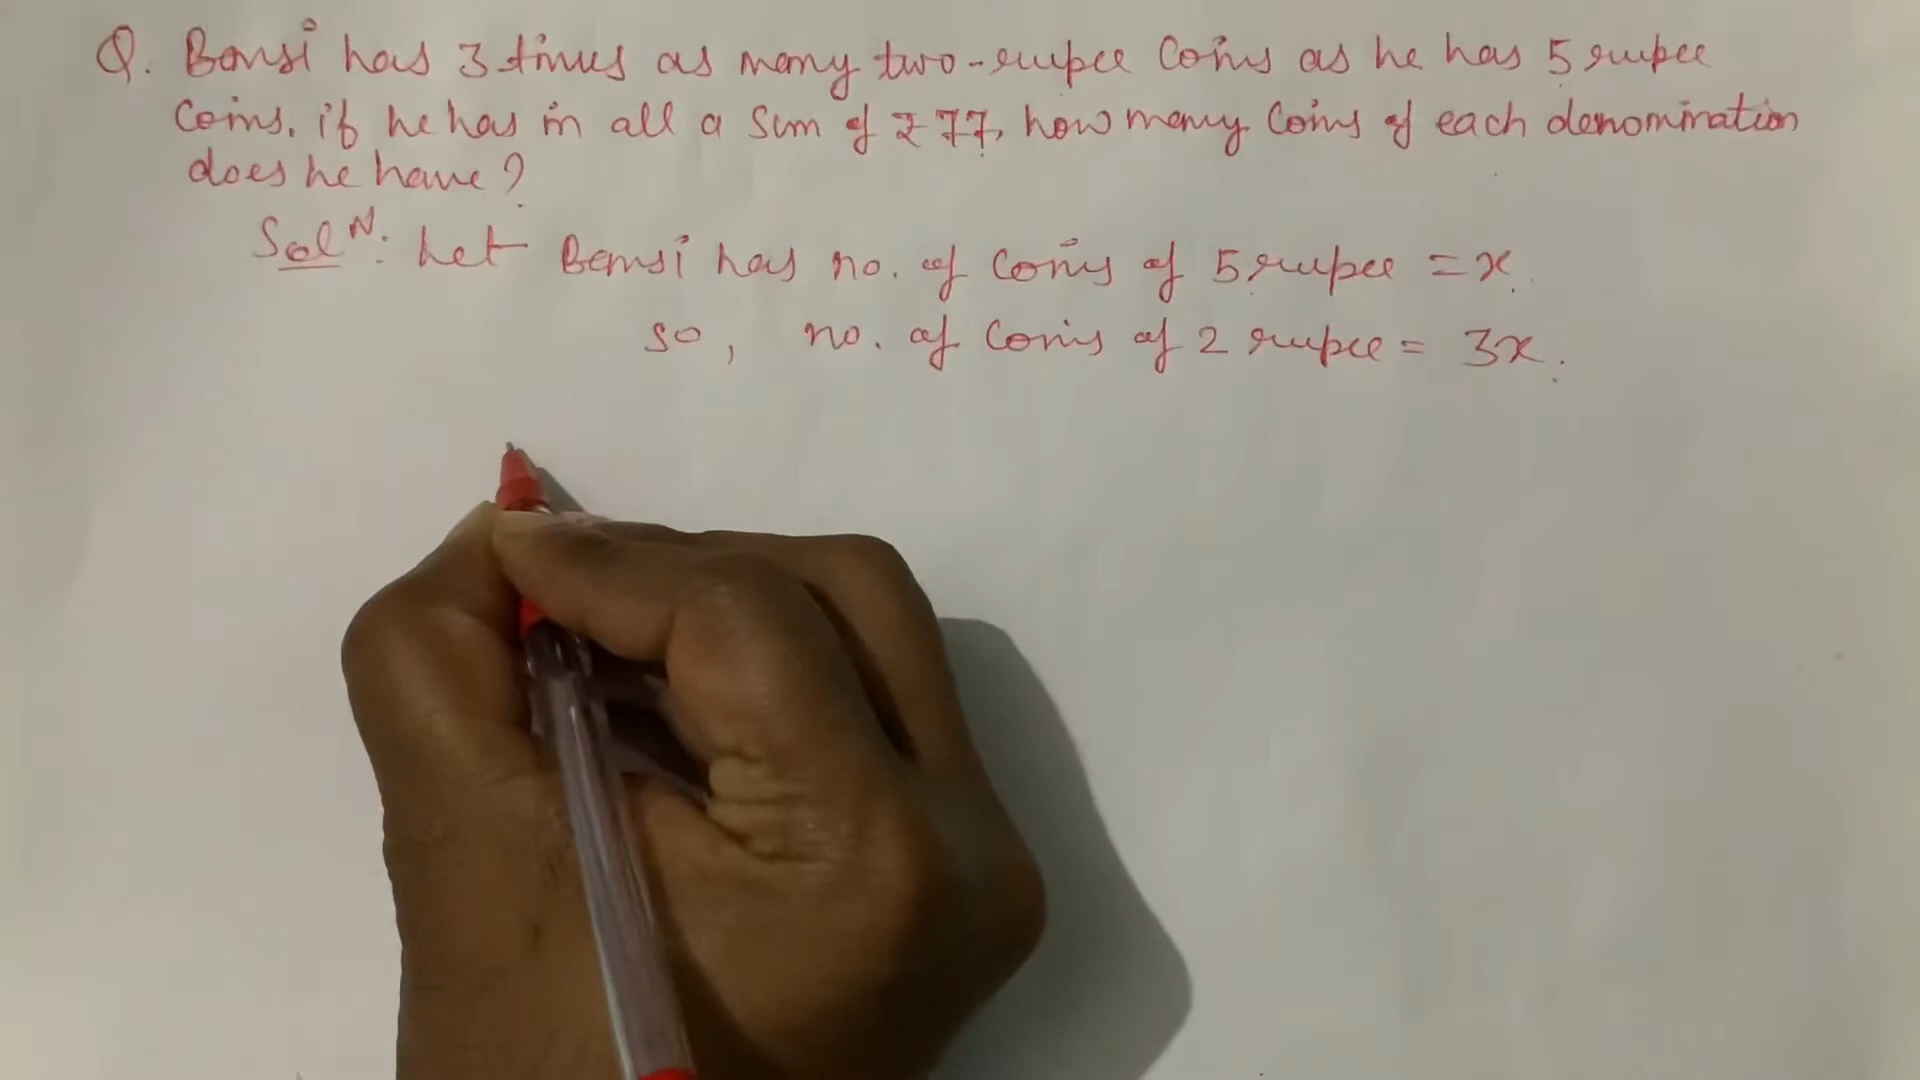 Q. Bansi has 3 times as many two-rupee coins as he has 5 rupee
coins. if he has in all a sum of ₹ 77, how many coins of each denomination
does he have?
Solᴺ: Let Bansi has no. of coins of 5 rupee = x.
so, no. of coins of 2 rupee = 3x.